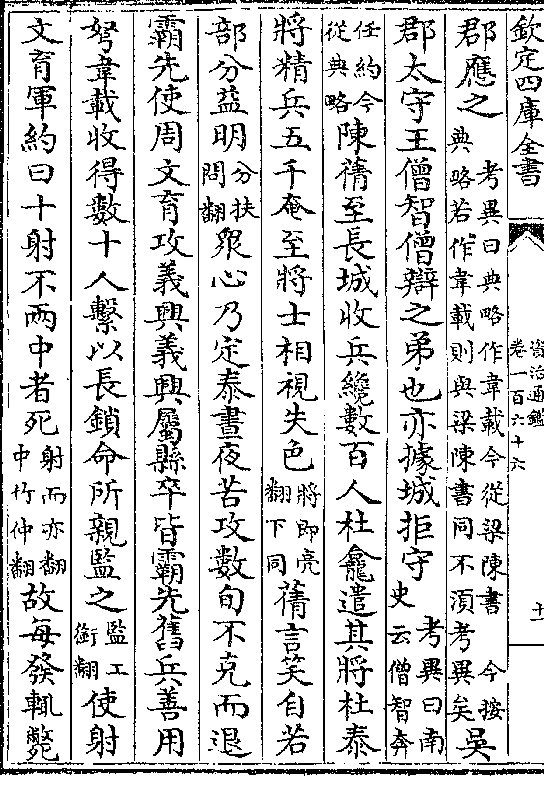 欽定四庫全書
資治通鑑
卷一百六十六
十一
郡應之考異曰典略作韋載今從梁陳書 今按典略若作韋載則與梁陳書同不須考異矣吳
郡太守王僧智僧辯之弟也亦據城拒守考異曰南史云僧智奔
任約今從典略陳蒨至長城收兵纔數百人杜龕遣其將杜泰
將精兵五千奄至將士相視失色將即亮翻下同蒨言笑自若
部分益明分扶問翻衆心乃定泰晝夜苦攻數旬不克而退
霸先使周文育攻義興義興屬縣卒皆霸先舊兵善用
弩韋載收得數十人繫以長鎖命所親監之監工銜翻使射
文育軍約曰十射不兩中者死射而亦翻中竹仲翻故每發輒斃